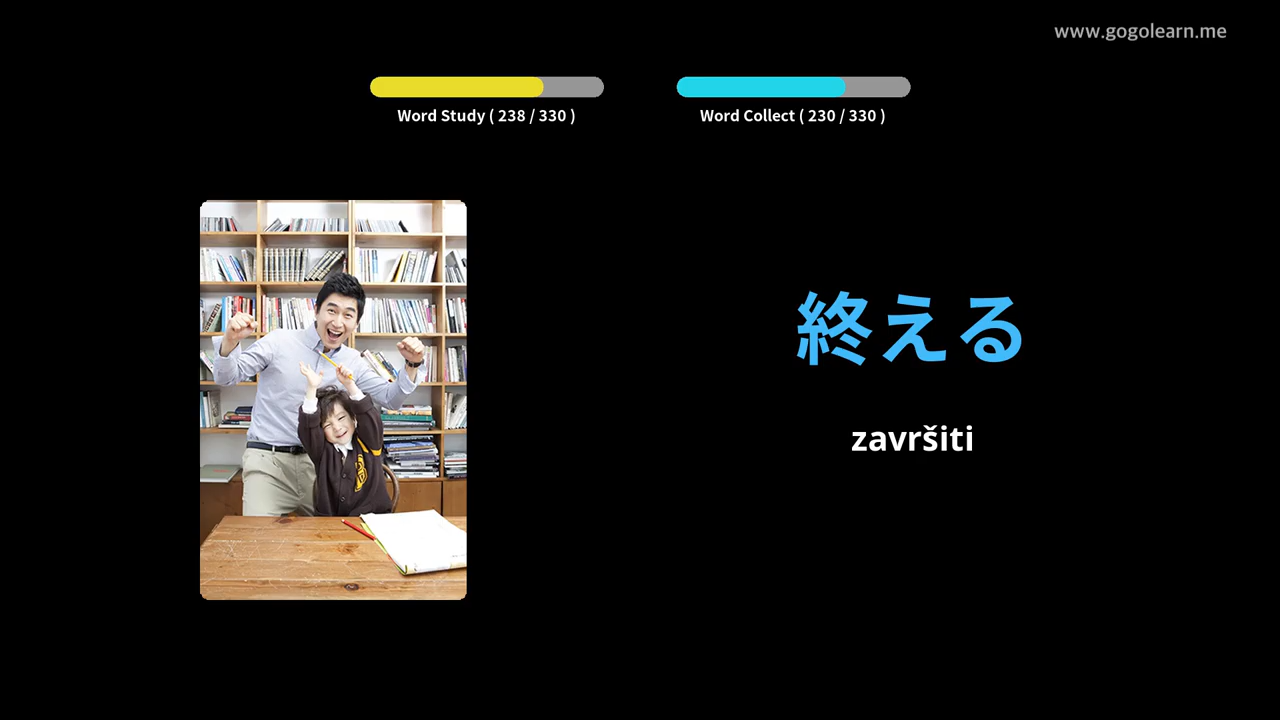 www.gogolearn.me
Word Study ( 238 / 330 )
Word Collect ( 230 / 330 )
終える
završiti